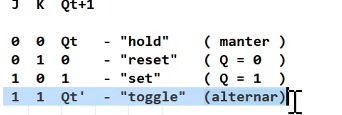 J K Qt+1
0 0 Qt - "hold" ( manter )
0 1 0 - "reset" ( Q = 0 )
1 0 1 - "set" ( Q = 1 )
1 1 Qt' - "toggle" (alternar)